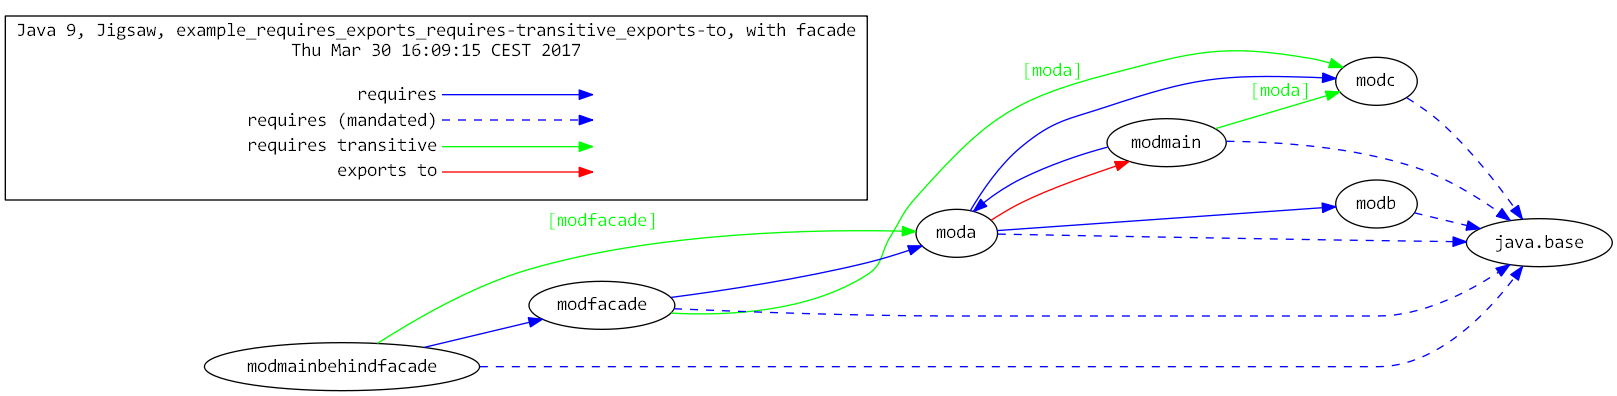 Java 9, Jigsaw, example_requires_exports_requires-transitive_exports-to, with facade
Thu Mar 30 16:09:15 CEST 2017
requires
requires (mandated)
requires transitive
exports to
[moda]
modc
[moda]
modmain
modb
[modfacade]
moda
java.base
modfacade
modmainbehindfacade